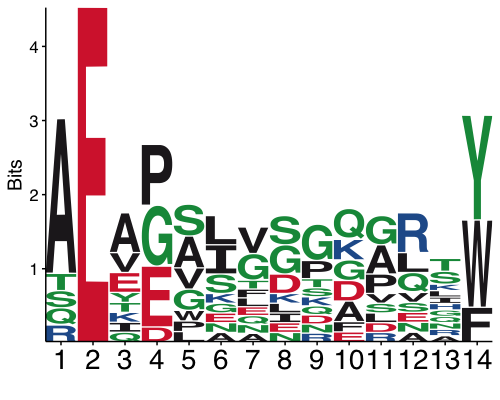 4
3
2
1
Bits
A T S Q R
E
A V E Y T K I Q
P G E D
S A V G W P
L I S K G E N A
V G T F L E Q N A
S G D L I E N
G P T S K Q D N R
Q K G D A F E
G A P V S L D R
R L Q V S D N A
T S K L
Y W F
1 2 3 4 5 6 7 8 9 10 11 12 13 14